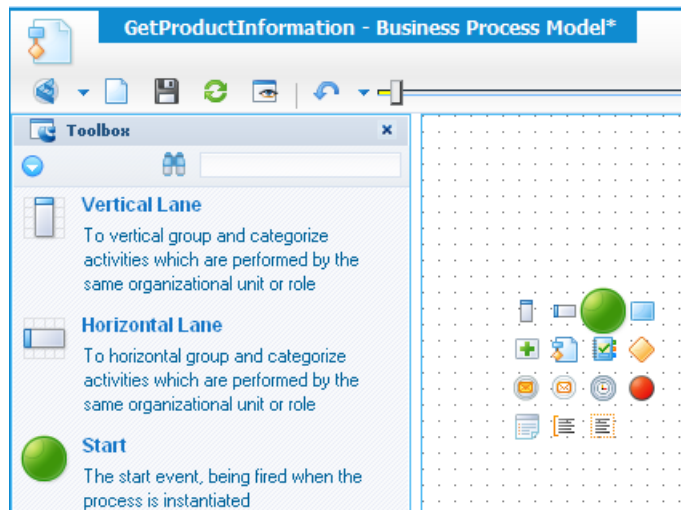 GetProductInformation - Business Process Model*
Toolbox
Vertical Lane
To vertical group and categorize
activities which are performed by the
same organizational unit or role
Horizontal Lane
To horizontal group and categorize
activities which are performed by the
same organizational unit or role
Start
The start event, being fired when the
process is instantiated